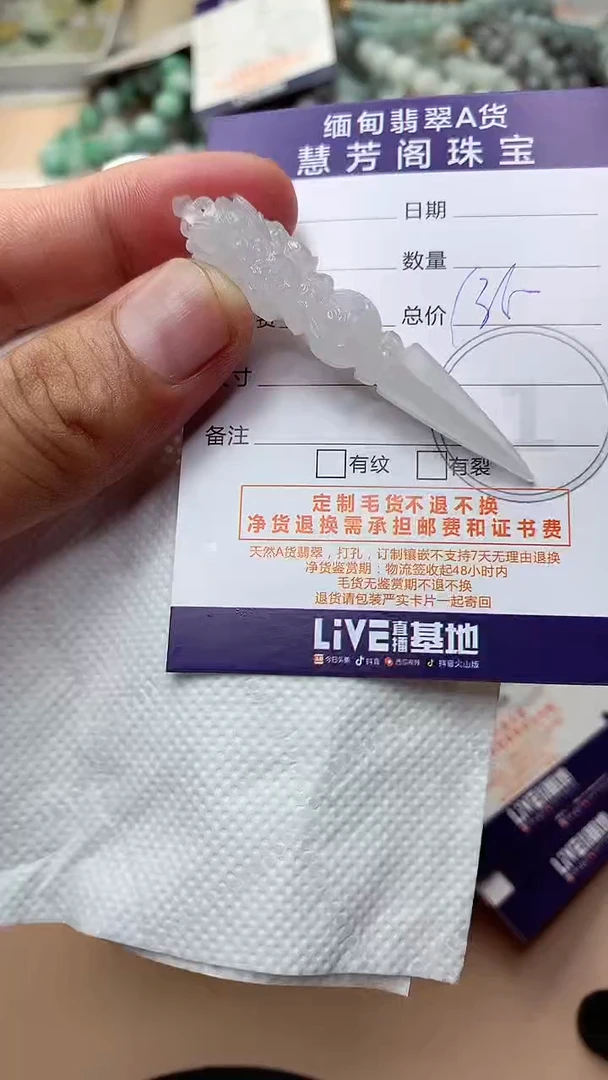 缅甸翡翠A货
慧芳阁珠宝
日期
数量
总价
寸
备注
有纹 有裂
定制毛货不退不换
净货退换需承担邮费和证书费
天然A货翡翠，打孔，订制镶嵌不支持7天无理由退换
净货鉴赏期：物流签收起48小时内
毛货无鉴赏期不退不换
退货请包装严实卡片一起寄回
LiVE直播基地
今日头条 抖音 西瓜视频 抖音火山版
LiVE
LiVE